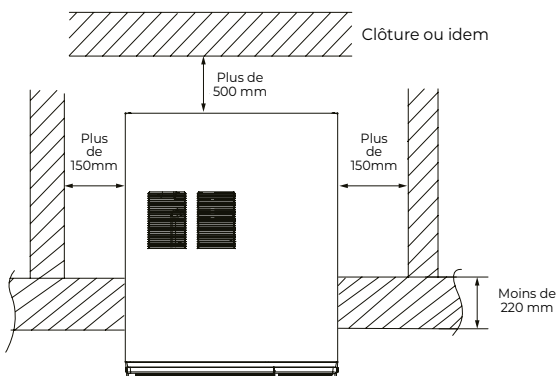 Clôture ou idem
Plus de
500 mm
Plus
de
150mm
Plus
de
150mm
Moins de
220 mm